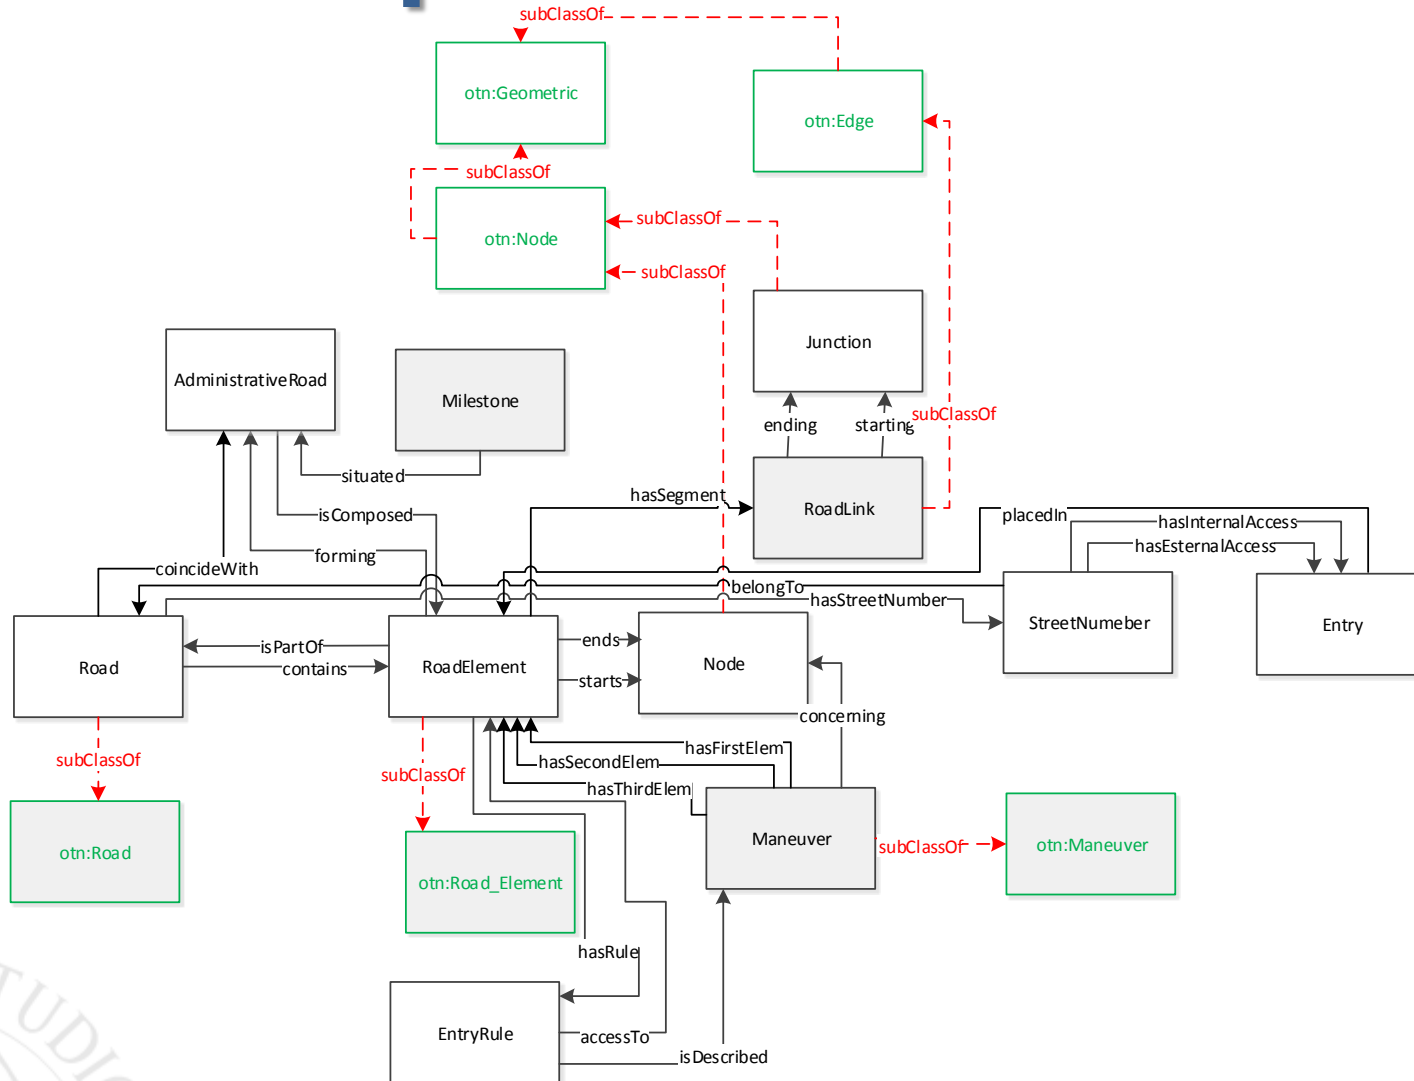 subClassOf
otn:Geometric
otn:Edge
subClassOf
subClassOf
otn:Node
subClassOf
Junction
AdministrativeRoad
Milestone
ending
starting
subClassOf
situated
hasSegment
RoadLink
isComposed
placedIn
hasInternalAccess
forming
hasEsternalAccess
coincideWith
belongTo
hasStreetNumber
StreetNumeber
Entry
isPartOf
ends
Road
contains
RoadElement
Node
starts
concerning
hasFirstElem
subClassOf
hasSecondElem
subClassOf
hasThirdElem
Maneuver
subClassOf
otn:Maneuver
otn:Road
otn:Road_Element
hasRule
EntryRule
accessTo
isDescribed
TUDIO